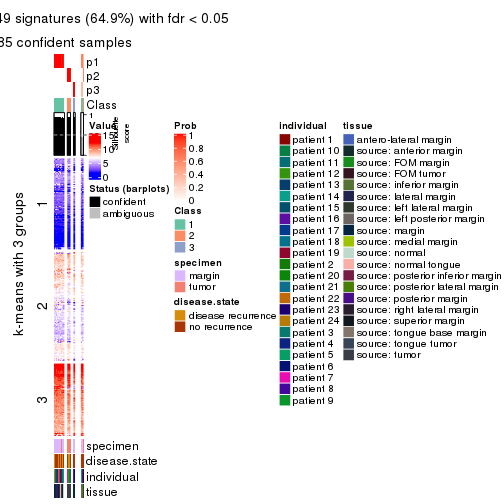 49 signatures (64.9%) with fdr < 0.05
35 confident samples
p1
p2
p3
Class
1
Silhouette
score
Value
15
10
5
0
Status (barplots)
confident
ambiguous
k-means with 3 groups
1
2
3
specimen
disease.state
individual
tissue
Prob
1
0.8
0.6
0.4
0.2
0
Class
1
2
3
specimen
margin
tumor
disease.state
disease recurrence
no recurrence
individual
patient 1
patient 10
patient 11
patient 12
patient 13
patient 14
patient 15
patient 16
patient 17
patient 18
patient 19
patient 2
patient 20
patient 21
patient 22
patient 23
patient 24
patient 3
patient 4
patient 5
patient 6
patient 7
patient 8
patient 9
tissue
antero-lateral margin
source: anterior margin
source: FOM margin
source: FOM tumor
source: inferior margin
source: lateral margin
source: left lateral margin
source: left posterior margin
source: margin
source: medial margin
source: normal
source: normal tongue
source: posterior inferior margin
source: posterior lateral margin
source: posterior margin
source: right lateral margin
source: superior margin
source: tongue base margin
source: tongue tumor
source: tumor